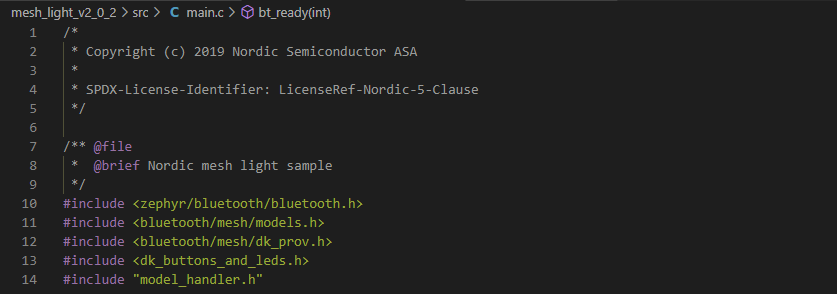 mesh_light_v2_0_2 > src > C main.c > bt_ready(int)
1 /*
2  * Copyright (c) 2019 Nordic Semiconductor ASA
3  *
4  * SPDX-License-Identifier: LicenseRef-Nordic-5-Clause
5  */
6
7 /** @file
8  *  @brief Nordic mesh light sample
9  */
10 #include <zephyr/bluetooth/bluetooth.h>
11 #include <bluetooth/mesh/models.h>
12 #include <bluetooth/mesh/dk_prov.h>
13 #include <dk_buttons_and_leds.h>
14 #include "model_handler.h"